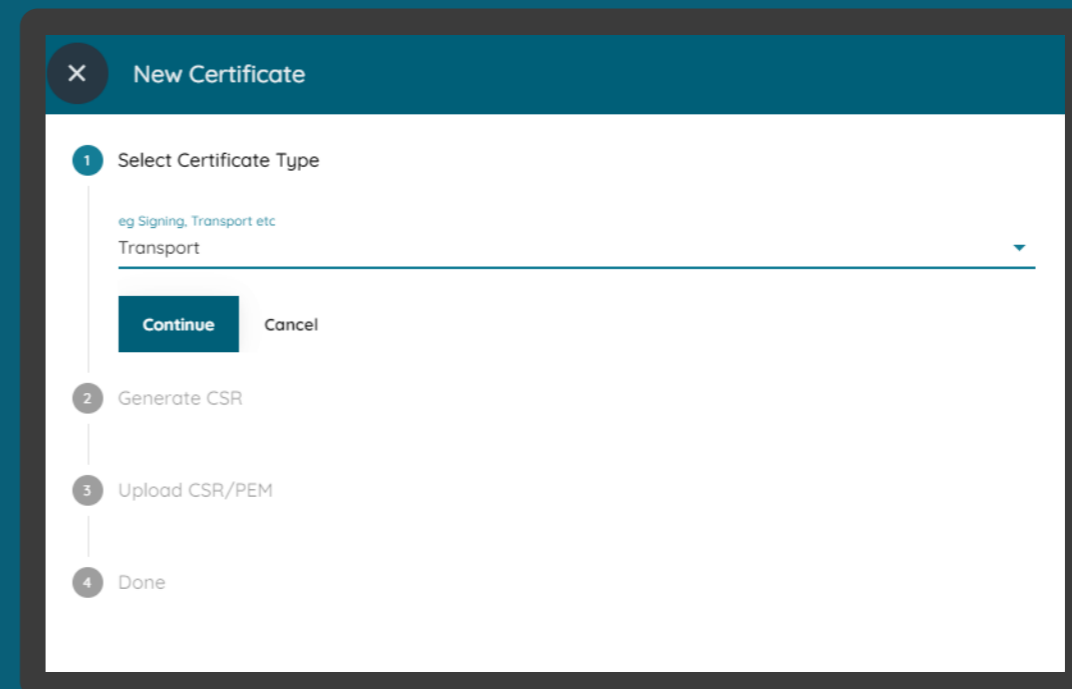 New Certificate
1 Select Certificate Type
eg Signing, Transport etc
Transport
Continue Cancel
2 Generate CSR
3 Upload CSR/PEM
4 Done